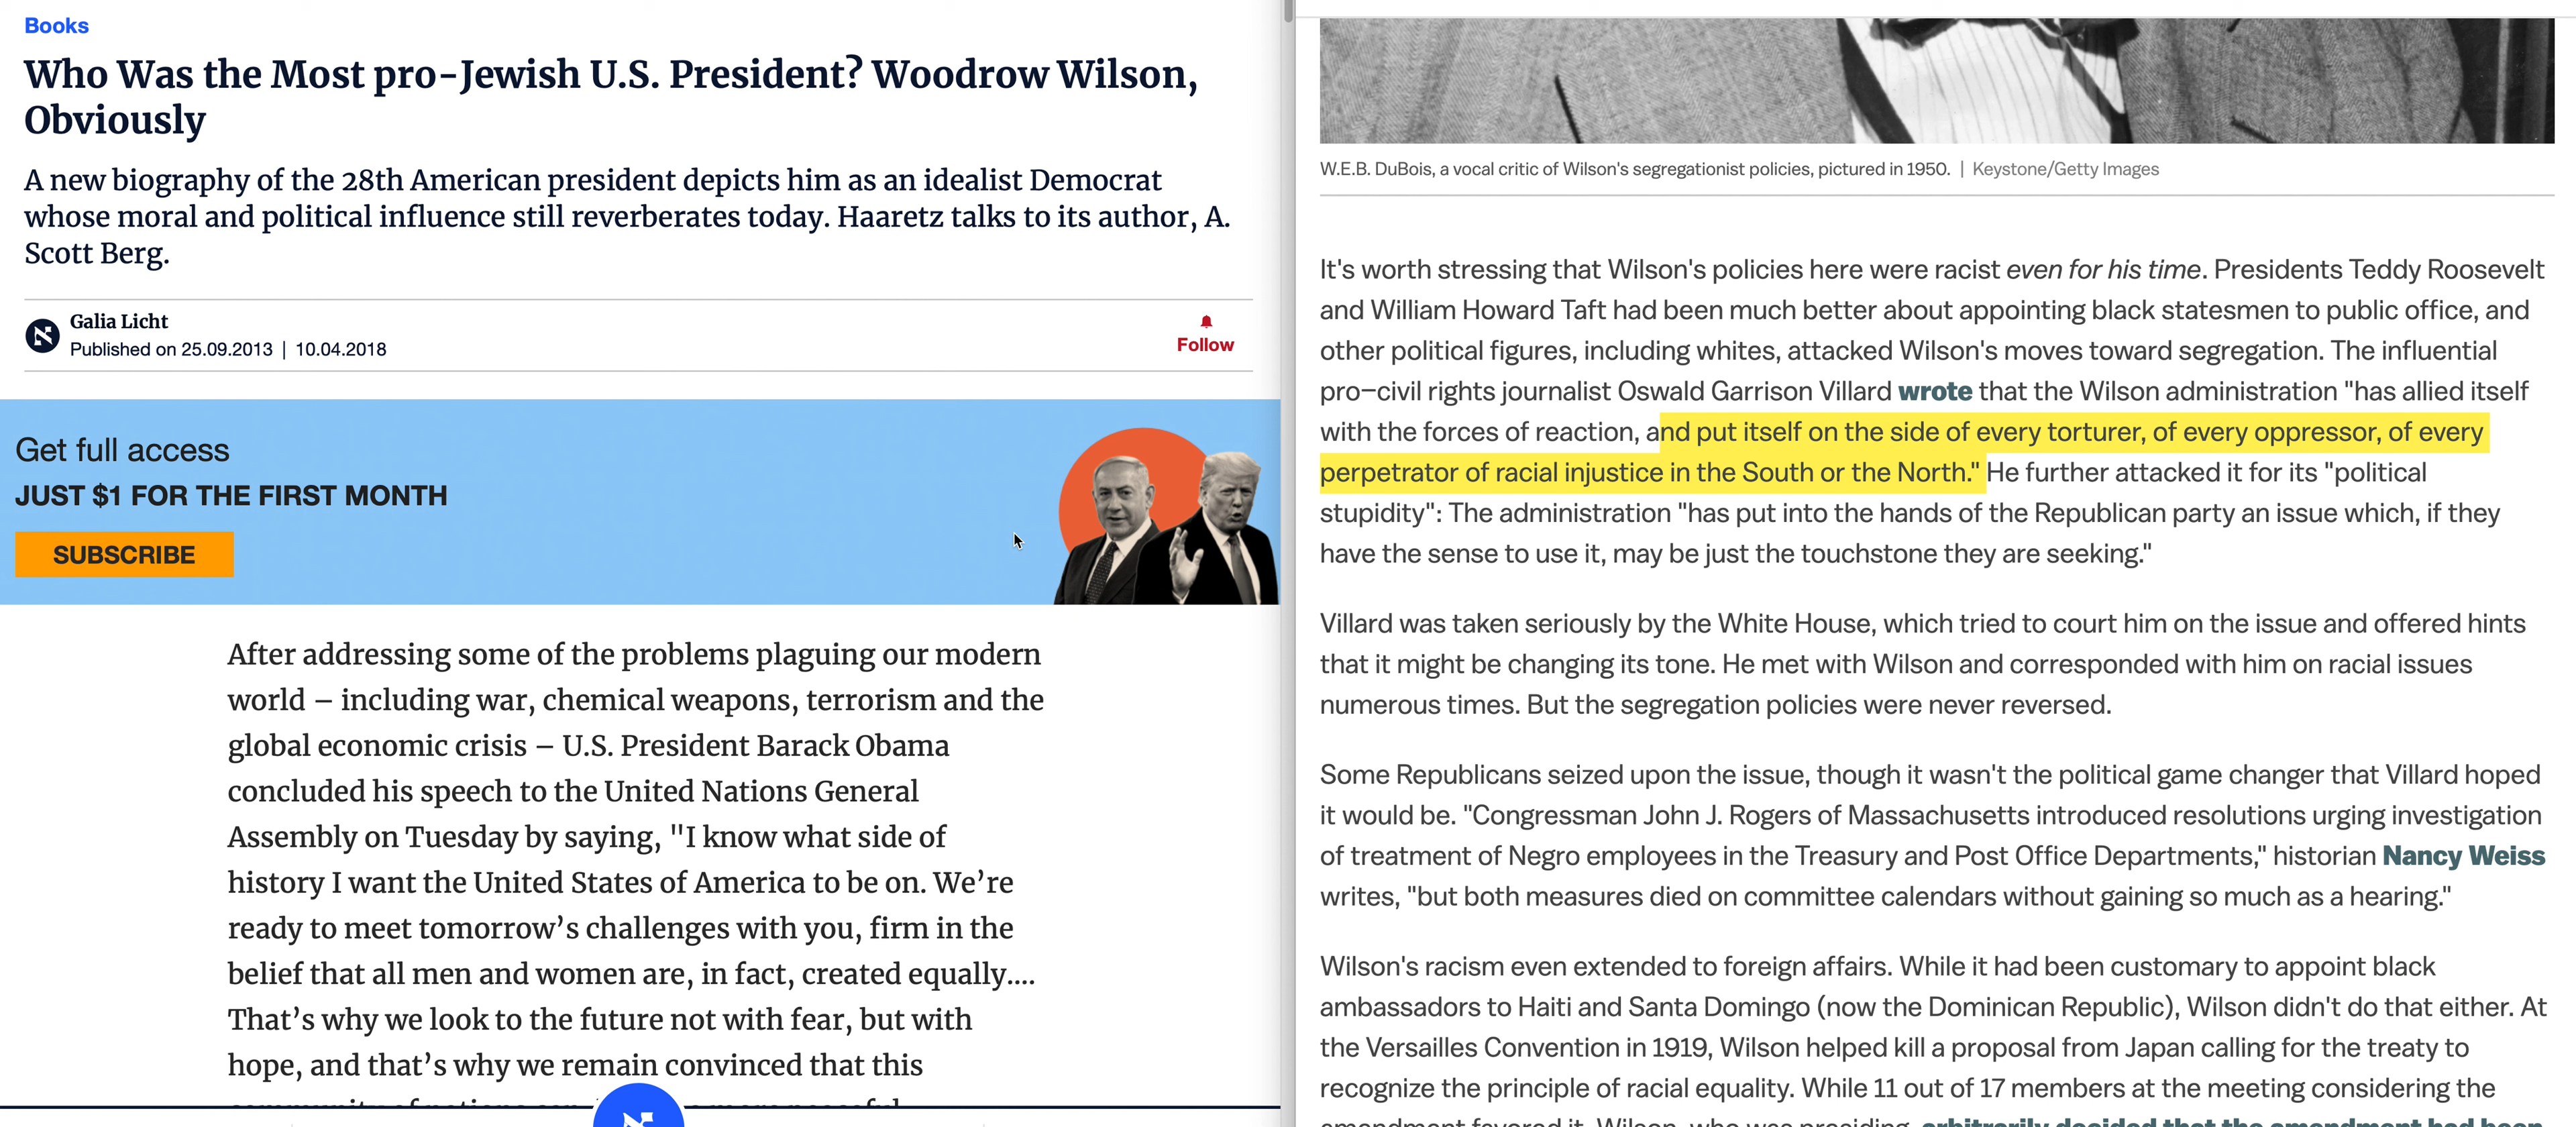 Books
Who Was the Most pro-Jewish U.S. President? Woodrow Wilson,
Obviously
A new biography of the 28th American president depicts him as an idealist Democrat
whose moral and political influence still reverberates today. Haaretz talks to its author, A.
Scott Berg.
Galia Licht
Published on 25.09.2013 | 10.04.2018
Follow
Get full access
JUST $1 FOR THE FIRST MONTH
SUBSCRIBE
After addressing some of the problems plaguing our modern
world – including war, chemical weapons, terrorism and the
global economic crisis – U.S. President Barack Obama
concluded his speech to the United Nations General
Assembly on Tuesday by saying, "I know what side of
history I want the United States of America to be on. We’re
ready to meet tomorrow’s challenges with you, firm in the
belief that all men and women are, in fact, created equally....
That’s why we look to the future not with fear, but with
hope, and that’s why we remain convinced that this
W.E.B. DuBois, a vocal critic of Wilson's segregationist policies, pictured in 1950. | Keystone/Getty Images
It's worth stressing that Wilson's policies here were racist even for his time. Presidents Teddy Roosevelt
and William Howard Taft had been much better about appointing black statesmen to public office, and
other political figures, including whites, attacked Wilson's moves toward segregation. The influential
pro–civil rights journalist Oswald Garrison Villard wrote that the Wilson administration "has allied itself
with the forces of reaction, and put itself on the side of every torturer, of every oppressor, of every
perpetrator of racial injustice in the South or the North." He further attacked it for its "political
stupidity": The administration "has put into the hands of the Republican party an issue which, if they
have the sense to use it, may be just the touchstone they are seeking."
Villard was taken seriously by the White House, which tried to court him on the issue and offered hints
that it might be changing its tone. He met with Wilson and corresponded with him on racial issues
numerous times. But the segregation policies were never reversed.
Some Republicans seized upon the issue, though it wasn't the political game changer that Villard hoped
it would be. "Congressman John J. Rogers of Massachusetts introduced resolutions urging investigation
of treatment of Negro employees in the Treasury and Post Office Departments," historian Nancy Weiss
writes, "but both measures died on committee calendars without gaining so much as a hearing."
Wilson's racism even extended to foreign affairs. While it had been customary to appoint black
ambassadors to Haiti and Santa Domingo (now the Dominican Republic), Wilson didn't do that either. At
the Versailles Convention in 1919, Wilson helped kill a proposal from Japan calling for the treaty to
recognize the principle of racial equality. While 11 out of 17 members at the meeting considering the
amendment favored it, Wilson, who was presiding, arbitrarily decided that the amendment had been